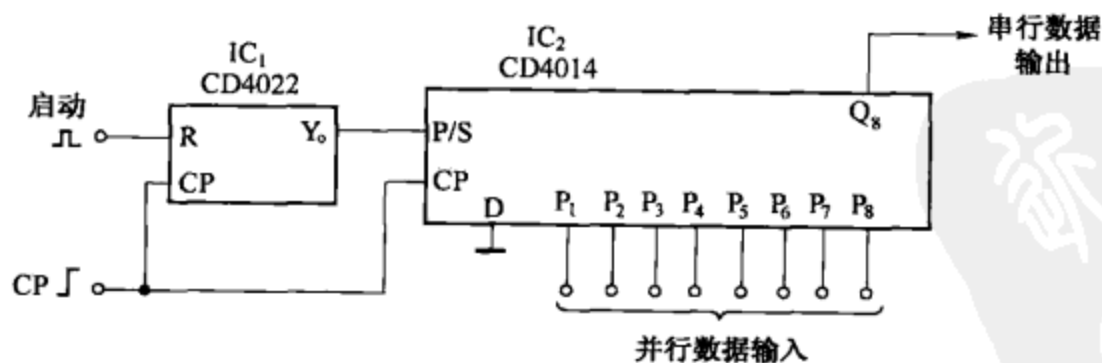 串行数据
输出
IC₁
CD4022
IC₂
CD4014
启动
R
Y₀
P/S
Q₈
CP
CP
D
P₁ P₂ P₃ P₄ P₅ P₆ P₇ P₈
CP
并行数据输入